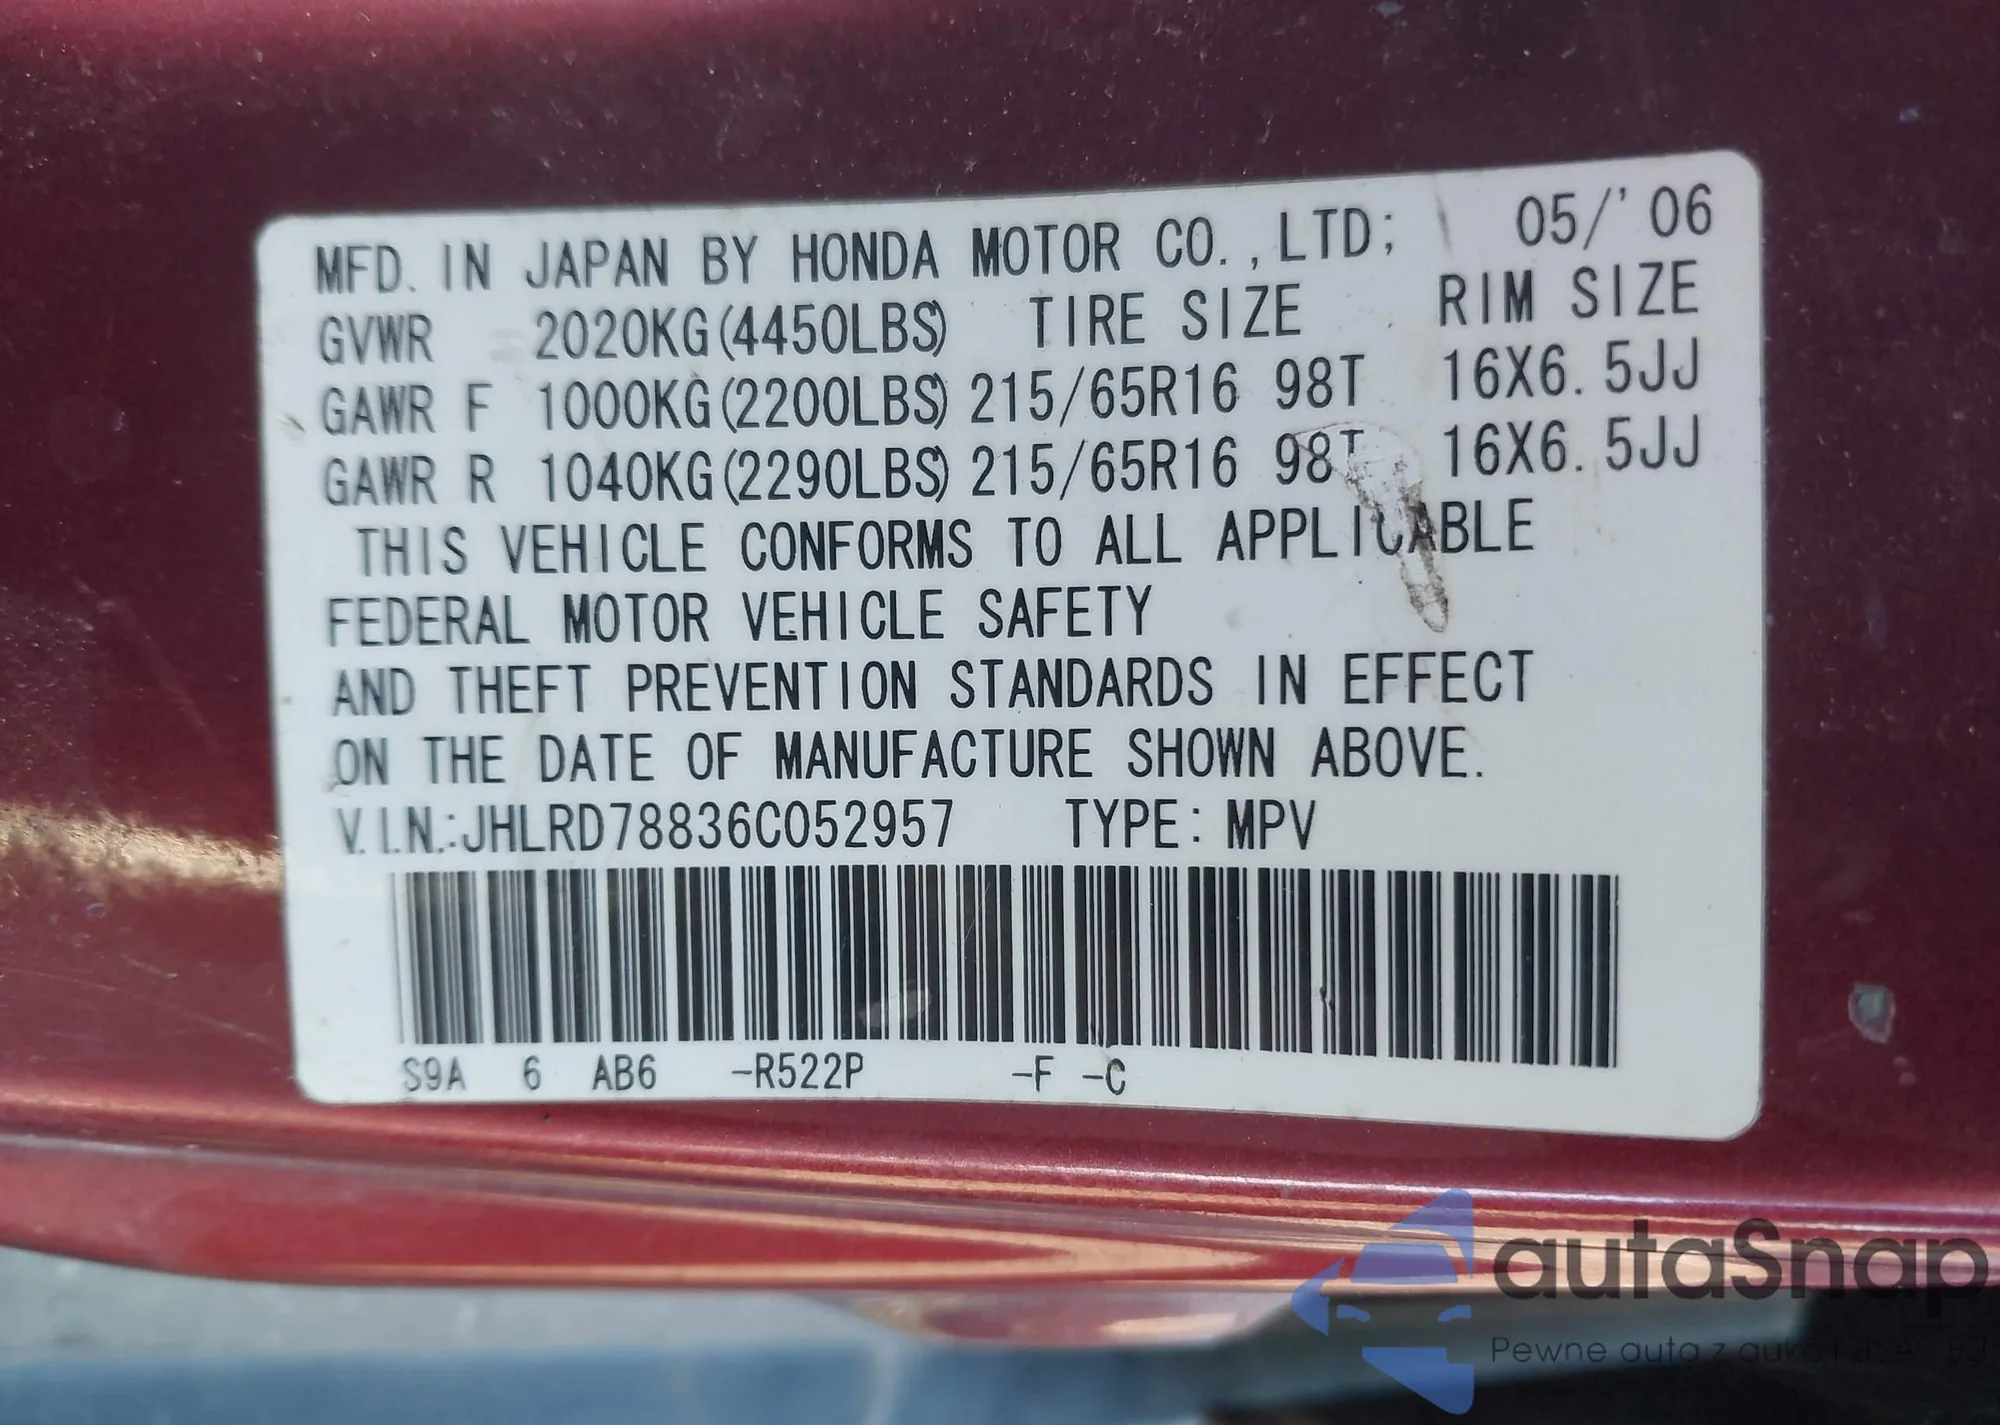 MFD. IN JAPAN BY HONDA MOTOR CO.,LTD; 05/'06
GVWR 2020KG(4450LBS) TIRE SIZE RIM SIZE
GAWR F 1000KG(2200LBS) 215/65R16 98T 16X6.5JJ
GAWR R 1040KG(2290LBS) 215/65R16 98T 16X6.5JJ
THIS VEHICLE CONFORMS TO ALL APPLICABLE
FEDERAL MOTOR VEHICLE SAFETY
AND THEFT PREVENTION STANDARDS IN EFFECT
ON THE DATE OF MANUFACTURE SHOWN ABOVE.
V.I.N.:JHLRD78836C052957 TYPE: MPV
S9A 6 AB6 -R522P -F -C
autaSnap
Pewne auta z aukcji